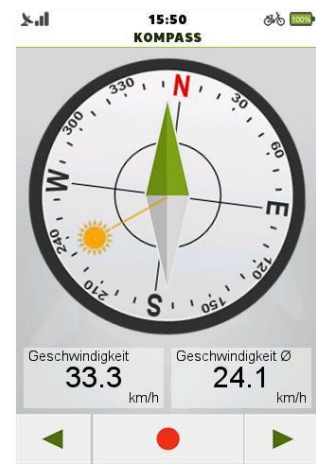 15:50
100%
KOMPASS
N
30
60
E
120
150
S
210
240
W
300
330
Geschwindigkeit
33.3
km/h
Geschwindigkeit Ø
24.1
km/h